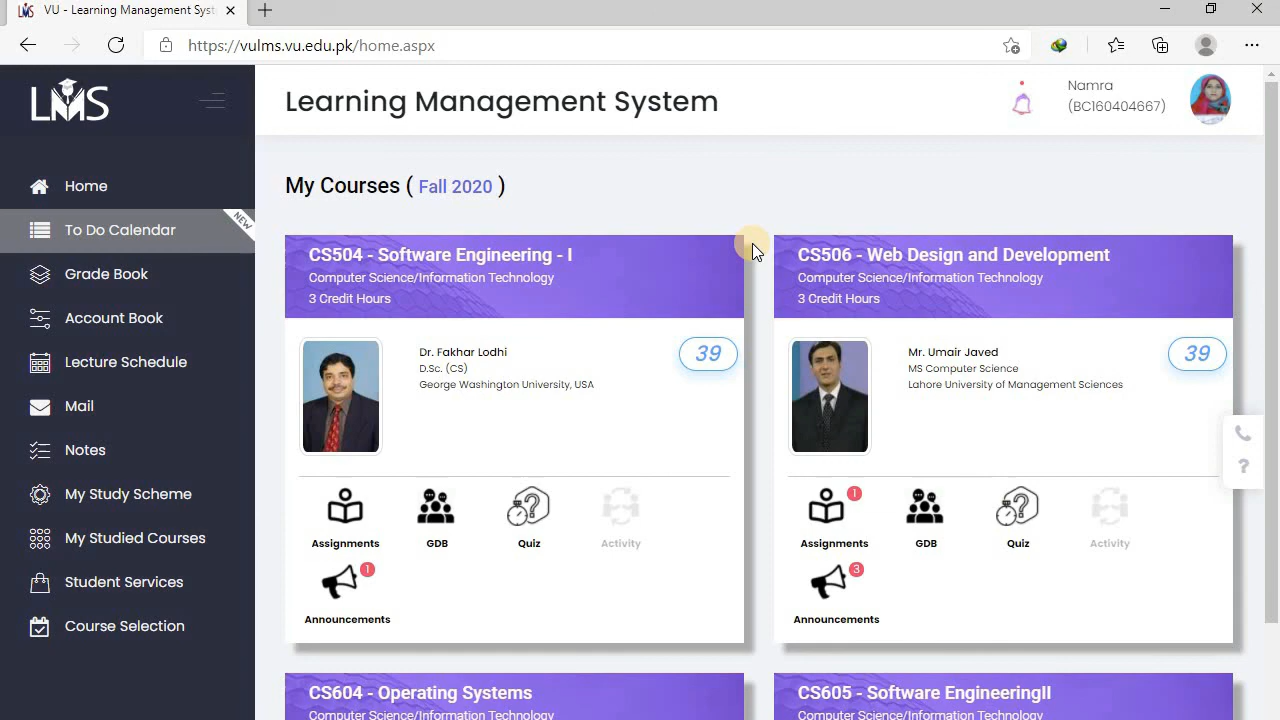 VU - Learning Management Syst
https://vulms.vu.edu.pk/home.aspx
LMS
Learning Management System
Namra
(BC160404667)
Home
To Do Calendar
NEW
Grade Book
Account Book
Lecture Schedule
Mail
Notes
My Study Scheme
My Studied Courses
Student Services
Course Selection
My Courses ( Fall 2020 )
CS504 - Software Engineering - I
Computer Science/Information Technology
3 Credit Hours
Dr. Fakhar Lodhi
D.Sc. (CS)
George Washington University, USA
39
Assignments
GDB
Quiz
Activity
1
Announcements
CS506 - Web Design and Development
Computer Science/Information Technology
3 Credit Hours
Mr. Umair Javed
MS Computer Science
Lahore University of Management Sciences
39
1
Assignments
GDB
Quiz
Activity
3
Announcements
?
CS604 - Operating Systems
Computer Science/Information Technology
CS605 - Software EngineeringII
Computer Science/Information Technology